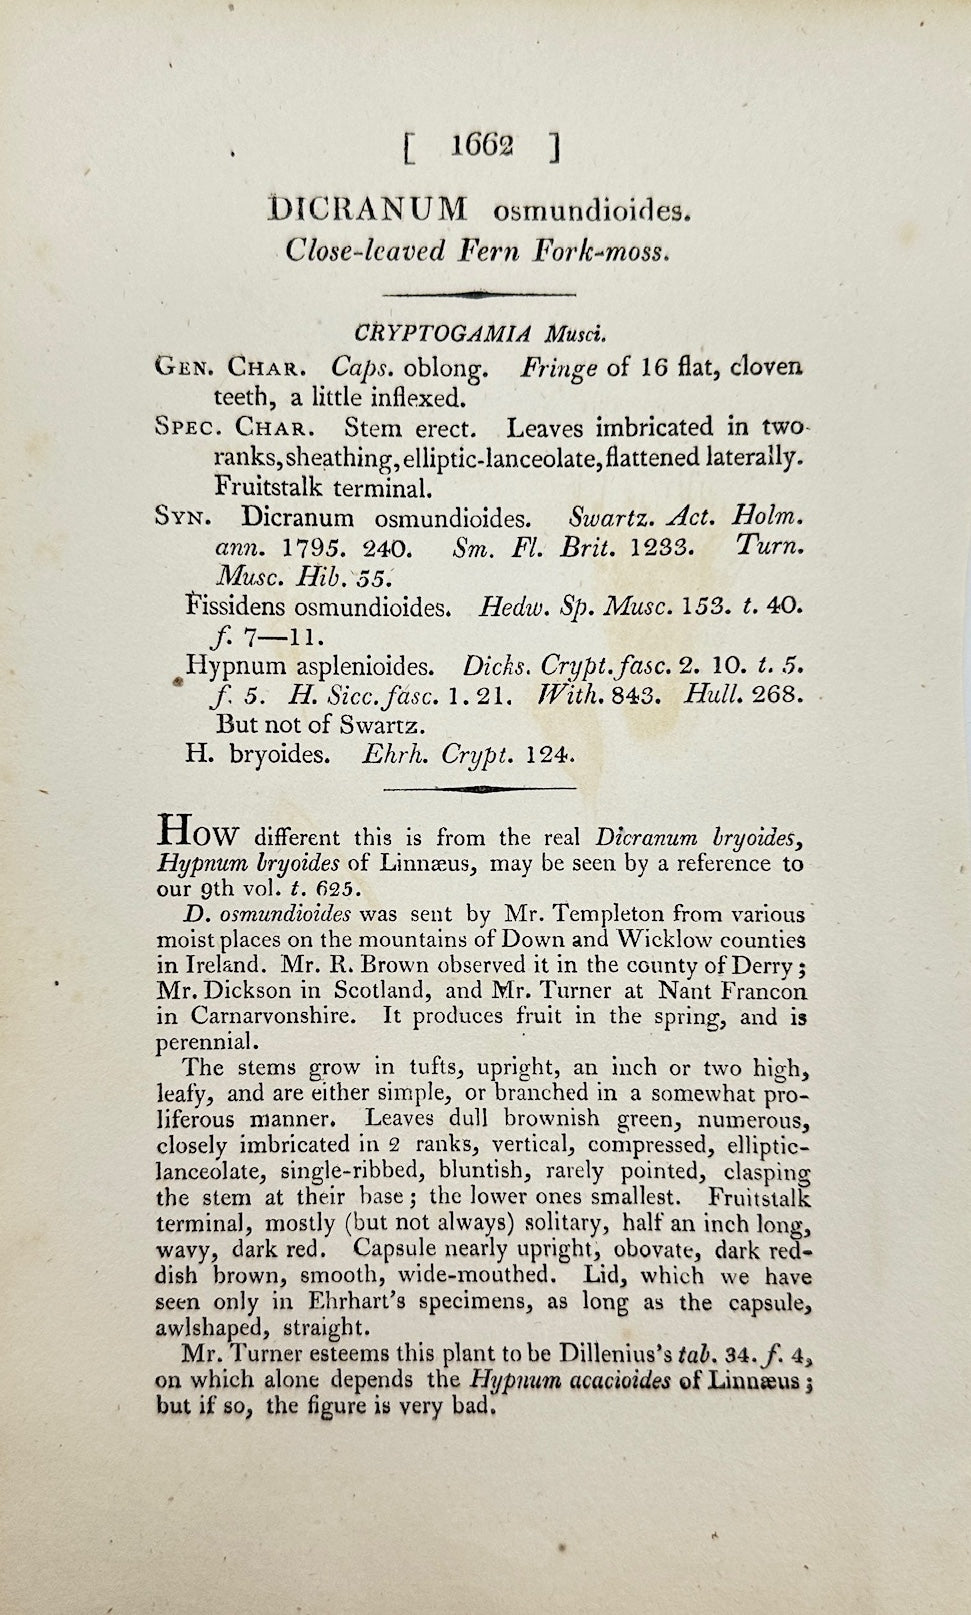 [ 1662 ]
DICRANUM osmundioides.
Close-leaved Fern Fork-moss.
CRYPTOGAMIA Musci.
GEN. CHAR. Caps. oblong. Fringe of 16 flat, cloven
teeth, a little inflexed.
SPEC. CHAR. Stem erect. Leaves imbricated in two
ranks, sheathing, elliptic-lanceolate, flattened laterally.
Fruitstalk terminal.
SYN. Dicranum osmundioides. Swartz. Act. Holm.
ann. 1795. 240. Sm. Fl. Brit. 1233. Turn.
Musc. Hib. 55.
Fissidens osmundioides. Hedw. Sp. Musc. 153. t. 40.
f. 7—11.
Hypnum asplenioides. Dicks. Crypt. fasc. 2. 10. t. 5.
f. 5. H. Sicc. fasc. 1. 21. With. 843. Hull. 268.
But not of Swartz.
H. bryoides. Ehrh. Crypt. 124.
HOW different this is from the real Dicranum bryoides,
Hypnum bryoides of Linnæus, may be seen by a reference to
our 9th vol. t. 625.
D. osmundioides was sent by Mr. Templeton from various
moist places on the mountains of Down and Wicklow counties
in Ireland. Mr. R. Brown observed it in the county of Derry;
Mr. Dickson in Scotland, and Mr. Turner at Nant Francon
in Carnarvonshire. It produces fruit in the spring, and is
perennial.
The stems grow in tufts, upright, an inch or two high,
leafy, and are either simple, or branched in a somewhat pro-
liferous manner. Leaves dull brownish green, numerous,
closely imbricated in 2 ranks, vertical, compressed, elliptic-
lanceolate, single-ribbed, bluntish, rarely pointed, clasping
the stem at their base; the lower ones smallest. Fruitstalk
terminal, mostly (but not always) solitary, half an inch long,
wavy, dark red. Capsule nearly upright, obovate, dark red-
dish brown, smooth, wide-mouthed. Lid, which we have
seen only in Ehrhart's specimens, as long as the capsule,
awlshaped, straight.
Mr. Turner esteems this plant to be Dillenius's tab. 34. f. 4,
on which alone depends the Hypnum acacioides of Linnæus;
but if so, the figure is very bad.